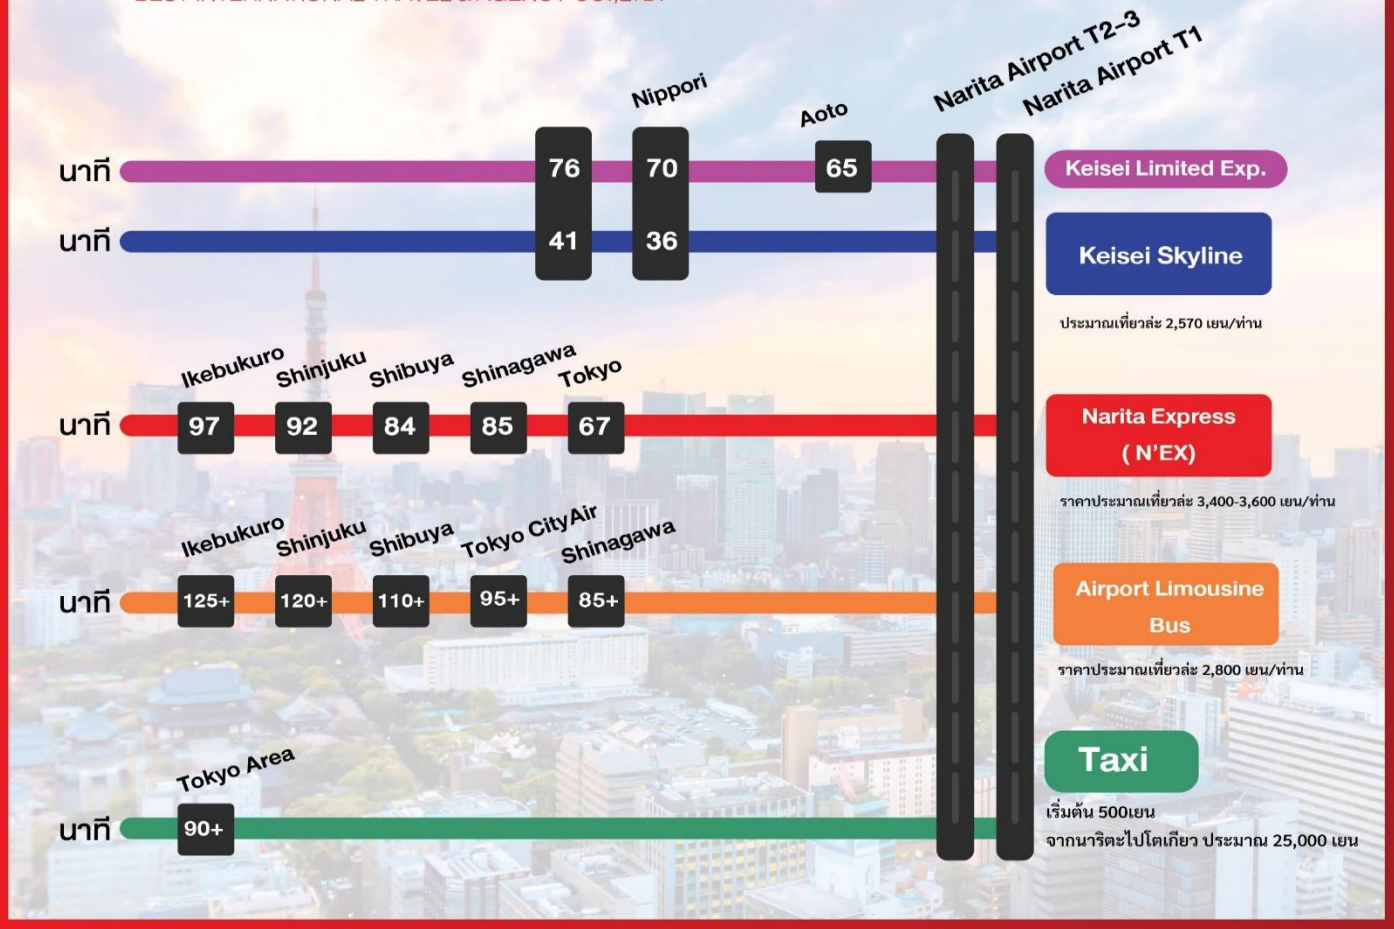 Narita Airport T2-3
Narita Airport T1
Nippori
Aoto
นาที 76 70 65 Keisei Limited Exp.
นาที 41 36 Keisei Skyline
ประมาณเที่ยวล่ะ 2,570 เยน/ท่าน
Ikebukuro Shinjuku Shibuya Shinagawa Tokyo
นาที 97 92 84 85 67
Narita Express
( N'EX)
ราคาประมาณเที่ยวล่ะ 3,400-3,600 เยน/ท่าน
Ikebukuro Shinjuku Shibuya Tokyo CityAir Shinagawa
นาที 125+ 120+ 110+ 95+ 85+
Airport Limousine
Bus
ราคาประมาณเที่ยวล่ะ 2,800 เยน/ท่าน
Tokyo Area
นาที 90+
Taxi
เริ่มต้น 500เยน
จากนาริตะไปโตเกียว ประมาณ 25,000 เยน